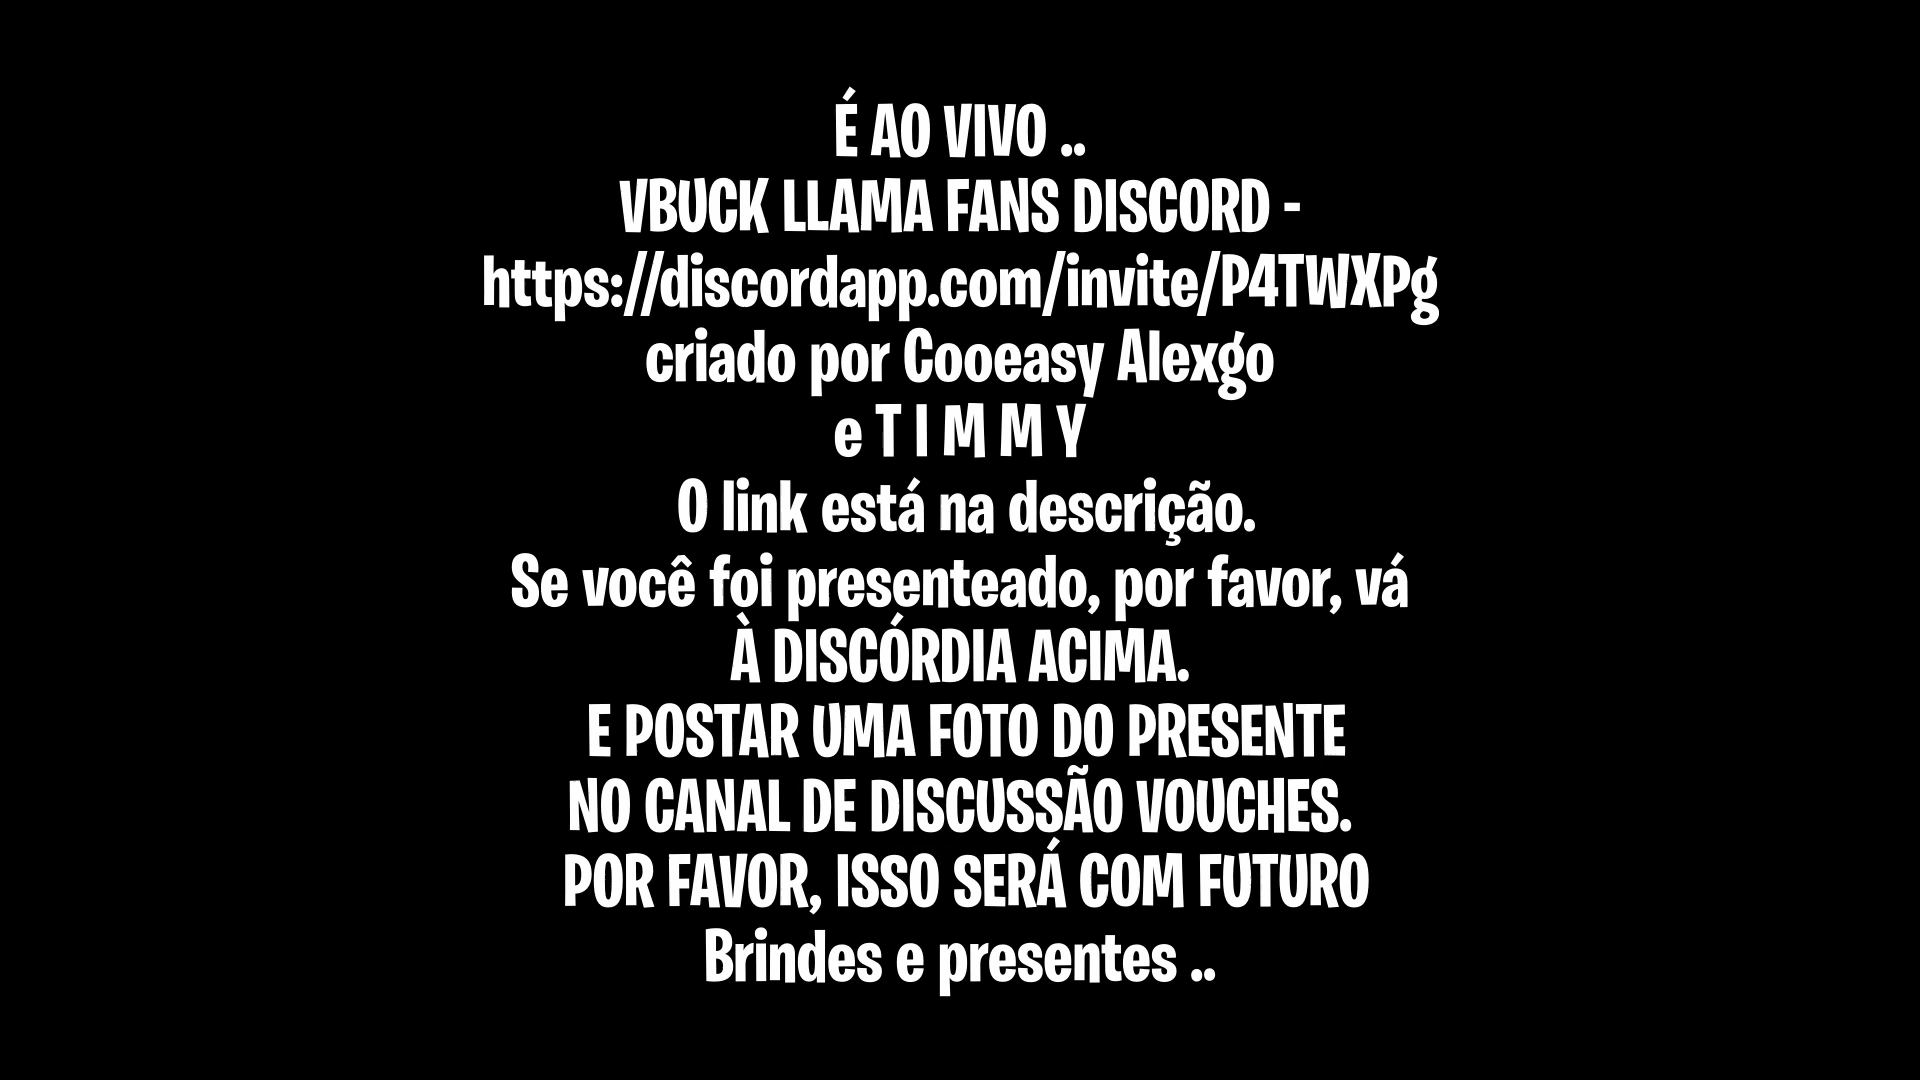 É AO VIVO ..
VBUCK LLAMA FANS DISCORD -
https://discordapp.com/invite/P4TWXPg
criado por Cooeasy Alexgo
e T I M M Y
O link está na descrição.
Se você foi presenteado, por favor, vá
À DISCÓRDIA ACIMA.
E POSTAR UMA FOTO DO PRESENTE
NO CANAL DE DISCUSSÃO VOUCHES.
POR FAVOR, ISSO SERÁ COM FUTURO
Brindes e presentes ..